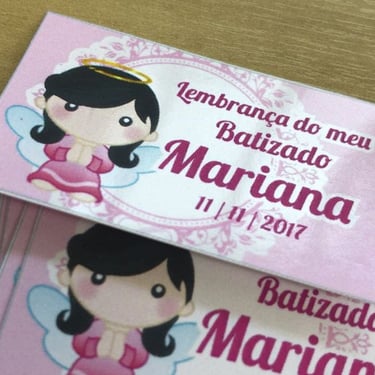 Lembrança do meu
Batizado
Mariana
11 | 11 | 2017
Batizado
Mariana